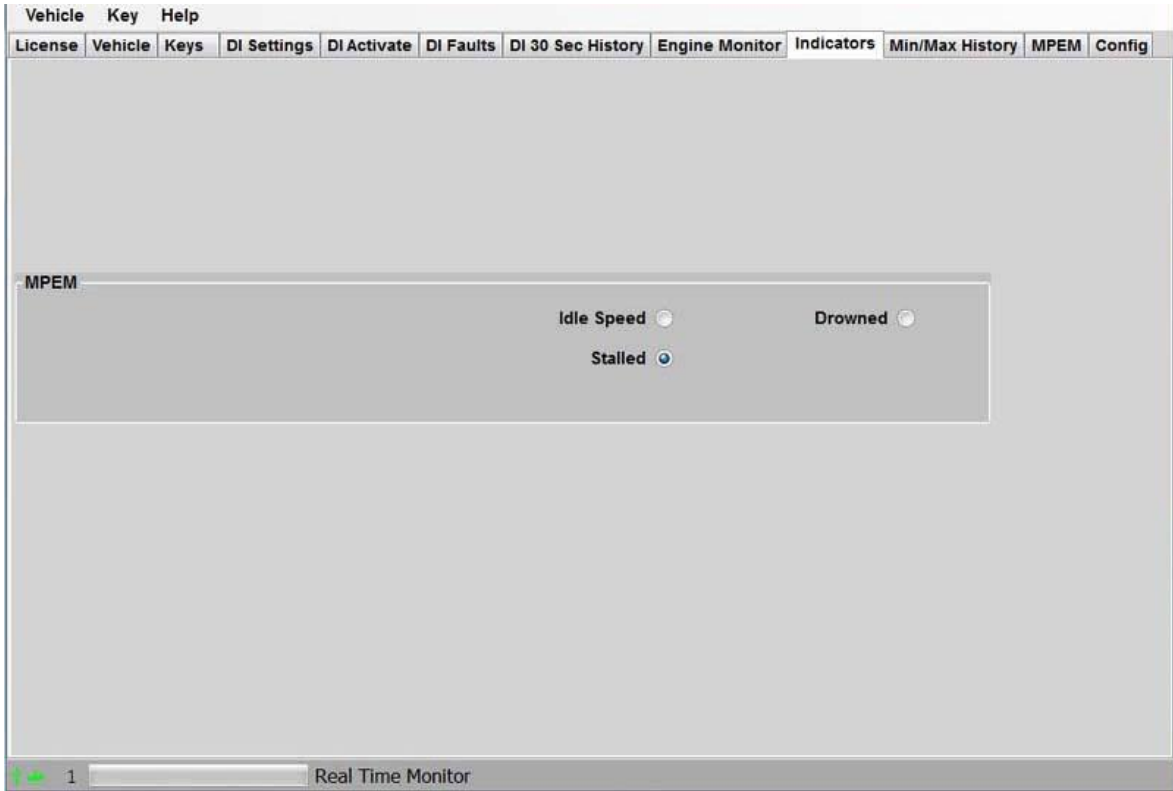 Vehicle Key Help
License Vehicle Keys DI Settings DI Activate DI Faults DI 30 Sec History Engine Monitor Indicators Min/Max History MPEM Config
MPEM
Idle Speed Drowned
Stalled
1 Real Time Monitor